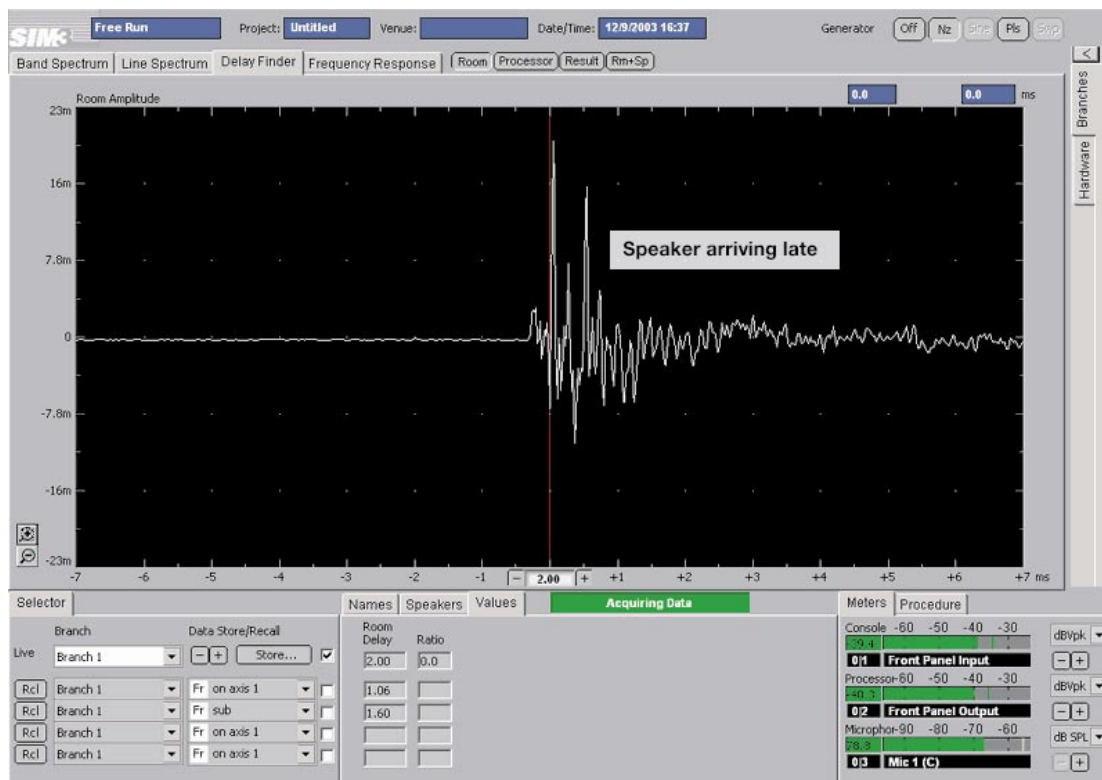 SIM3 Free Run Project: Untitled Venue: Date/Time: 12/9/2003 16:37 Generator Off Nz Sine Pls Swp
Band Spectrum Line Spectrum Delay Finder Frequency Response Room Processor Result Rm+Sp <
Room Amplitude 0.0 0.0 ms
Branches
Hardware
23m
16m
Speaker arriving late
7.8m
0
-7.8m
-16m
-23m
-7 -6 -5 -4 -3 -2 -1 - 2.00 + +1 +2 +3 +4 +5 +6 +7 ms
Selector Names Speakers Values Acquiring Data Meters Procedure
Branch Data Store/Recall Room Delay Ratio
Live Branch 1 - + Store... 2.00 0.0
Rcl Branch 1 Fr on axis 1 1.06
Rcl Branch 1 Fr sub 1.60
Rcl Branch 1 Fr on axis 1
Rcl Branch 1 Fr on axis 1
Console -60 -50 -40 -30 dBVpk
-39.4
0|1 Front Panel Input - +
Processor -60 -50 -40 -30 dBVpk
-40.3
0|2 Front Panel Output - +
Microphor -90 -80 -70 -60 dB SPL
78.3
0|3 Mic 1 (C) - +